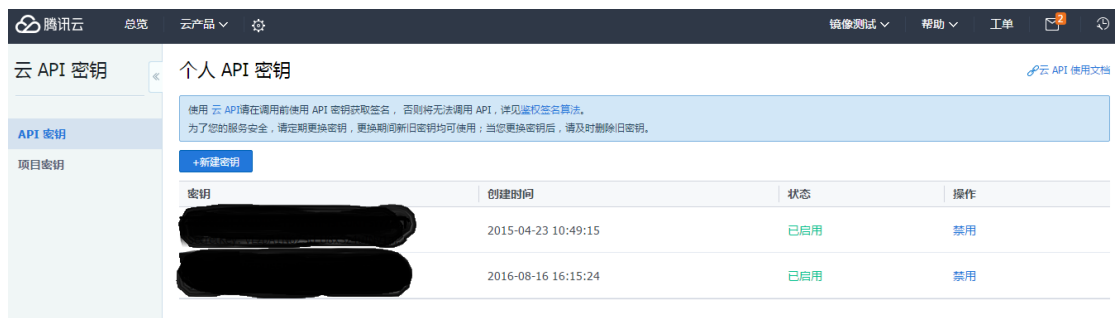 腾讯云 总览 云产品 镜像测试 帮助 工单 2
云 API 密钥
«
API 密钥
项目密钥
个人 API 密钥
云 API 使用文档
使用 云 API请在调用前使用 API 密钥获取签名， 否则将无法调用 API，详见鉴权签名算法。
为了您的服务安全，请定期更换密钥，更换期间新旧密钥均可使用；当您更换密钥后，请及时删除旧密钥。
+新建密钥
密钥 创建时间 状态 操作
2015-04-23 10:49:15 已启用 禁用
2016-08-16 16:15:24 已启用 禁用